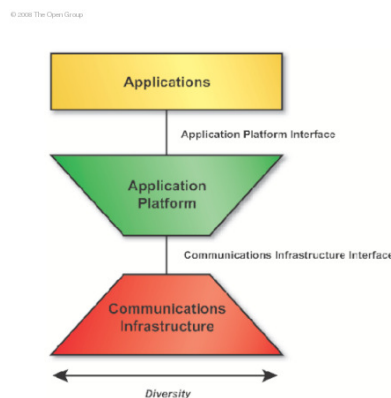 © 2008 The Open Group
Applications
Application Platform Interface
Application
Platform
Communications Infrastructure Interface
Communications
Infrastructure
Diversity